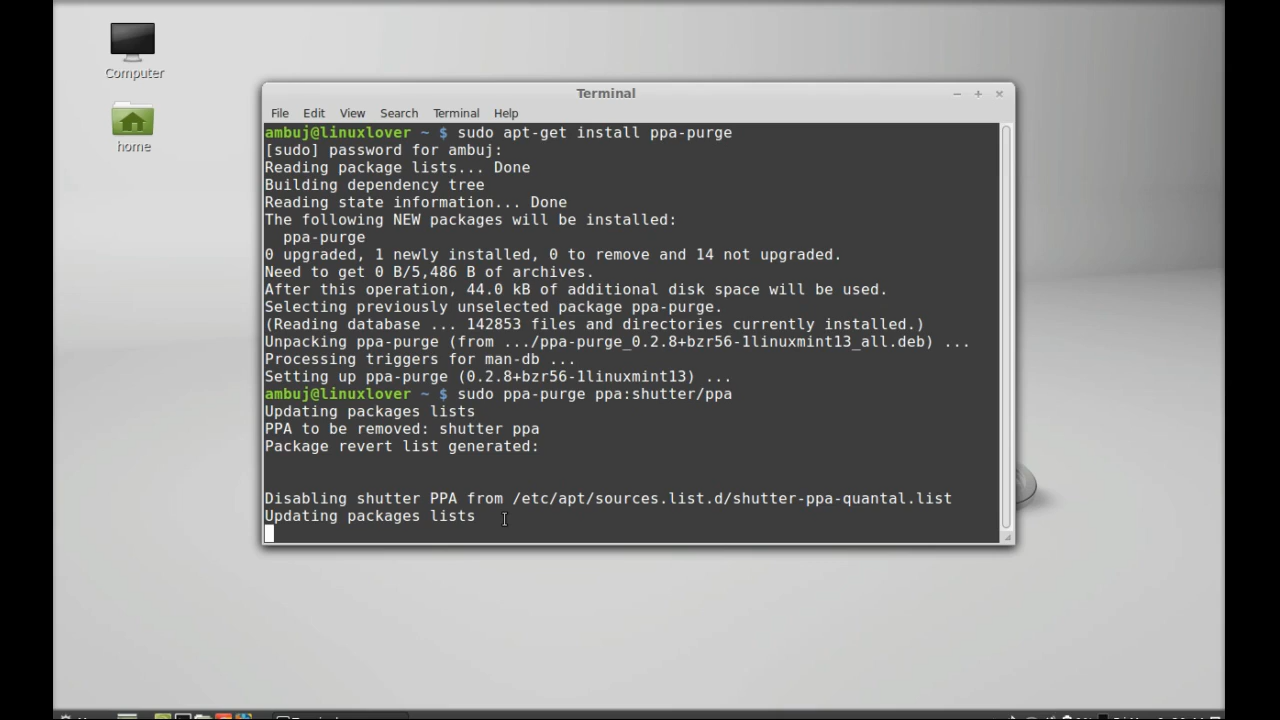 Computer
home
Terminal
File Edit View Search Terminal Help
ambuj@linuxlover ~ $ sudo apt-get install ppa-purge
[sudo] password for ambuj:
Reading package lists... Done
Building dependency tree
Reading state information... Done
The following NEW packages will be installed:
ppa-purge
0 upgraded, 1 newly installed, 0 to remove and 14 not upgraded.
Need to get 0 B/5,486 B of archives.
After this operation, 44.0 kB of additional disk space will be used.
Selecting previously unselected package ppa-purge.
(Reading database ... 142853 files and directories currently installed.)
Unpacking ppa-purge (from .../ppa-purge_0.2.8+bzr56-1linuxmint13_all.deb) ...
Processing triggers for man-db ...
Setting up ppa-purge (0.2.8+bzr56-1linuxmint13) ...
ambuj@linuxlover ~ $ sudo ppa-purge ppa:shutter/ppa
Updating packages lists
PPA to be removed: shutter ppa
Package revert list generated:
Disabling shutter PPA from /etc/apt/sources.list.d/shutter-ppa-quantal.list
Updating packages lists